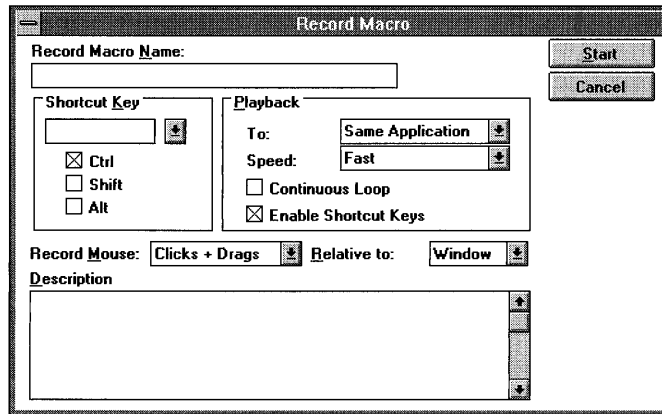 Record Macro
Record Macro Name:
Start
Cancel
Shortcut Key
Ctrl
Shift
Alt
Playback
To: Same Application
Speed: Fast
Continuous Loop
Enable Shortcut Keys
Record Mouse: Clicks + Drags Relative to: Window
Description